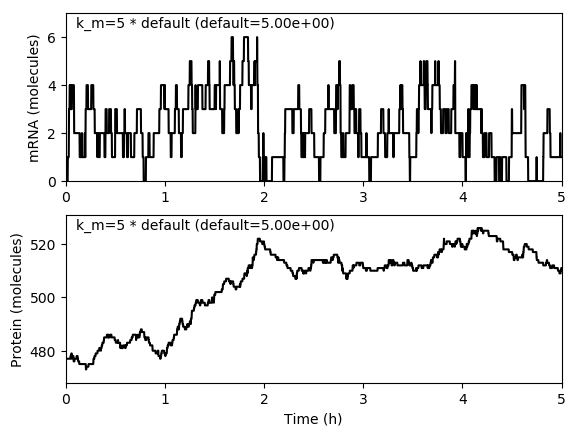 k_m=5 * default (default=5.00e+00)
mRNA (molecules)
6
4
2
0
0 1 2 3 4 5
k_m=5 * default (default=5.00e+00)
Protein (molecules)
520
500
480
0 1 2 3 4 5
Time (h)